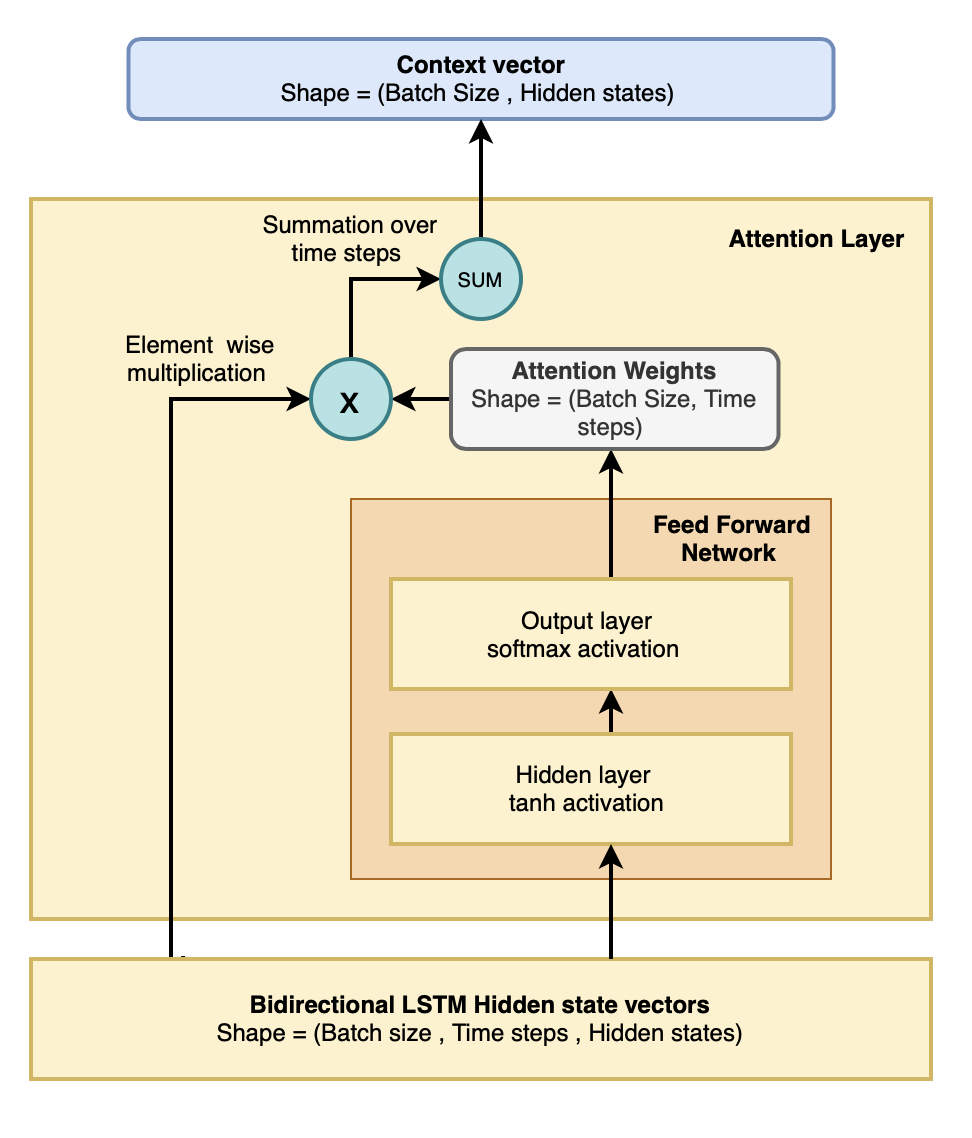 Context vector
Shape = (Batch Size , Hidden states)
Summation over
time steps
Attention Layer
SUM
Element wise
multiplication
X
Attention Weights
Shape = (Batch Size, Time
steps)
Feed Forward
Network
Output layer
softmax activation
Hidden layer
tanh activation
Bidirectional LSTM Hidden state vectors
Shape = (Batch size , Time steps , Hidden states)